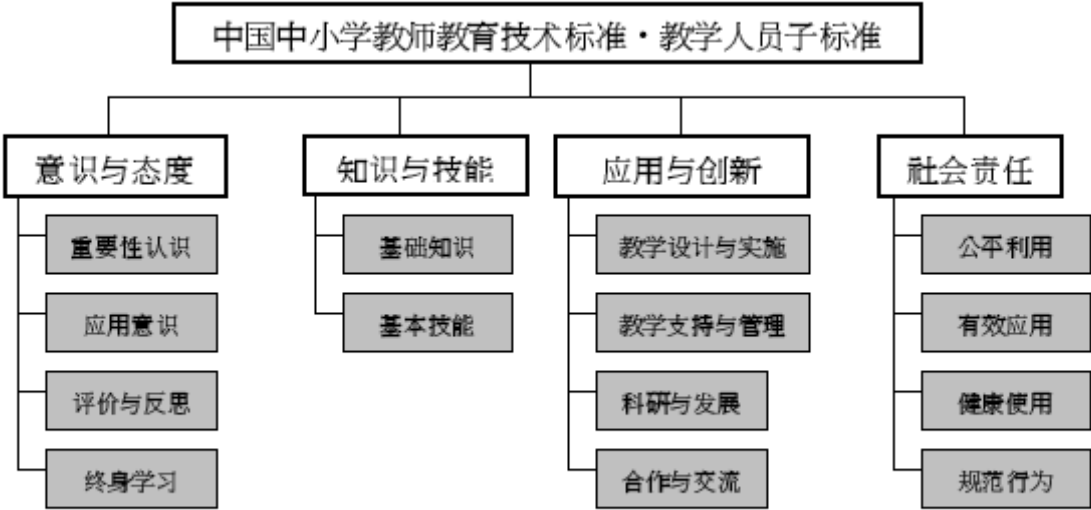 中国中小学教师教育技术标准·教学人员子标准
意识与态度
重要性认识
应用意识
评价与反思
终身学习
知识与技能
基础知识
基本技能
应用与创新
教学设计与实施
教学支持与管理
科研与发展
合作与交流
社会责任
公平利用
有效应用
健康使用
规范行为